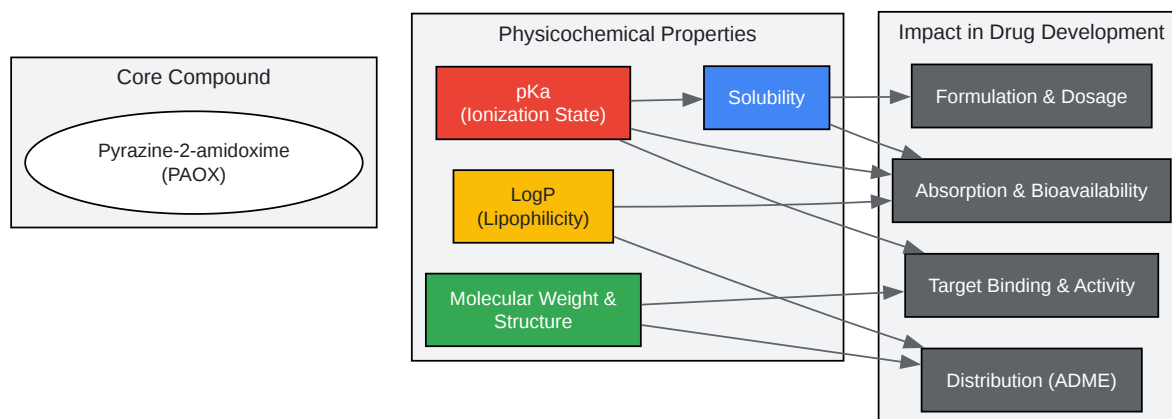 Core Compound
Pyrazine-2-amidoxime
(PAOX)
Physicochemical Properties
pKa
(Ionization State)
Solubility
LogP
(Lipophilicity)
Molecular Weight &
Structure
Impact in Drug Development
Formulation & Dosage
Absorption & Bioavailability
Target Binding & Activity
Distribution (ADME)